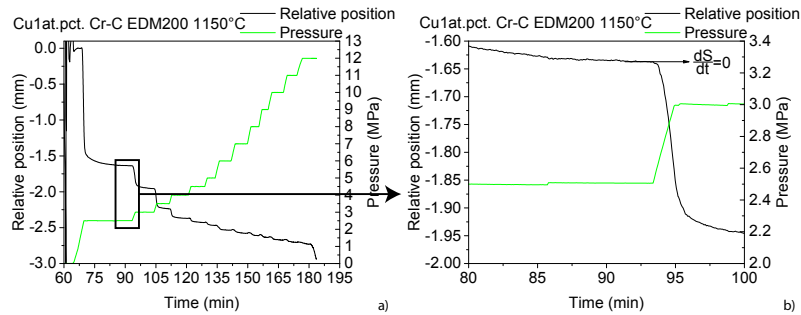 Cu1at.pct. Cr-C EDM200 1150°C
Relative position
Pressure
Relative position (mm)
0.0
-0.5
-1.0
-1.5
-2.0
-2.5
-3.0
13
12
11
10
9
8
7
6
5
4
3
2
1
0
Pressure (MPa)
60 75 90 105 120 135 150 165 180 195
Time (min)
a)
Cu1at.pct. Cr-C EDM200 1150°C
Relative position
Pressure
Relative position (mm)
-1.60
-1.65
-1.70
-1.75
-1.80
-1.85
-1.90
-1.95
-2.00
dS
dt =0
3.4
3.2
3.0
2.8
2.6
2.4
2.2
2.0
Pressure (MPa)
80 85 90 95 100
Time (min)
b)